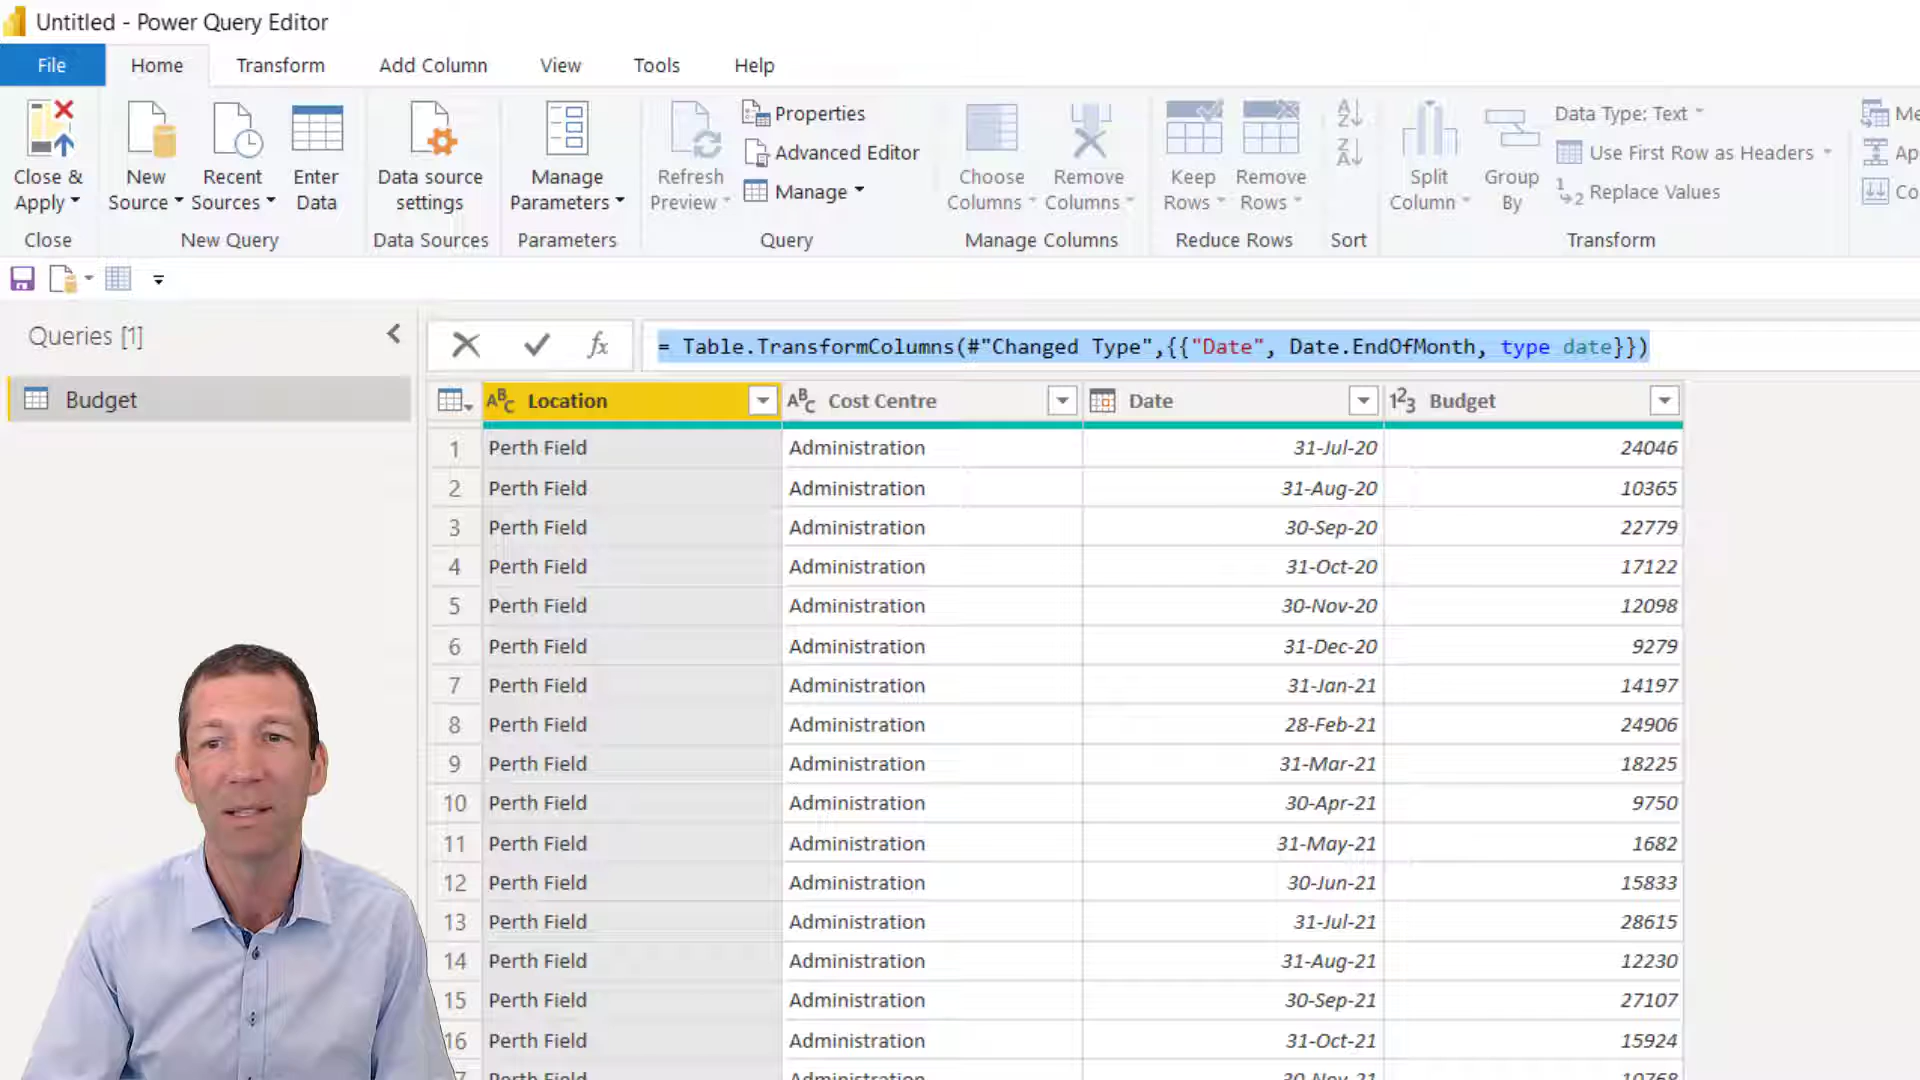 Untitled - Power Query Editor
File Home Transform Add Column View Tools Help
Close & Apply
New Source
Recent Sources
Enter Data
Data source settings
Manage Parameters
Refresh Preview
Properties
Advanced Editor
Manage
Choose Columns
Remove Columns
Keep Rows
Remove Rows
Split Column
Group By
Data Type: Text
Use First Row as Headers
Replace Values
Close New Query Data Sources Parameters Query Manage Columns Reduce Rows Sort Transform
Queries [1]
Budget
fx = Table.TransformColumns(#"Changed Type",{{"Date", Date.EndOfMonth, type date}})
Location Cost Centre Date Budget
1 Perth Field Administration 31-Jul-20 24046
2 Perth Field Administration 31-Aug-20 10365
3 Perth Field Administration 30-Sep-20 22779
4 Perth Field Administration 31-Oct-20 17122
5 Perth Field Administration 30-Nov-20 12098
6 Perth Field Administration 31-Dec-20 9279
7 Perth Field Administration 31-Jan-21 14197
8 Perth Field Administration 28-Feb-21 24906
9 Perth Field Administration 31-Mar-21 18225
10 Perth Field Administration 30-Apr-21 9750
11 Perth Field Administration 31-May-21 1682
12 Perth Field Administration 30-Jun-21 15833
13 Perth Field Administration 31-Jul-21 28615
14 Perth Field Administration 31-Aug-21 12230
15 Perth Field Administration 30-Sep-21 27107
16 Perth Field Administration 31-Oct-21 15924